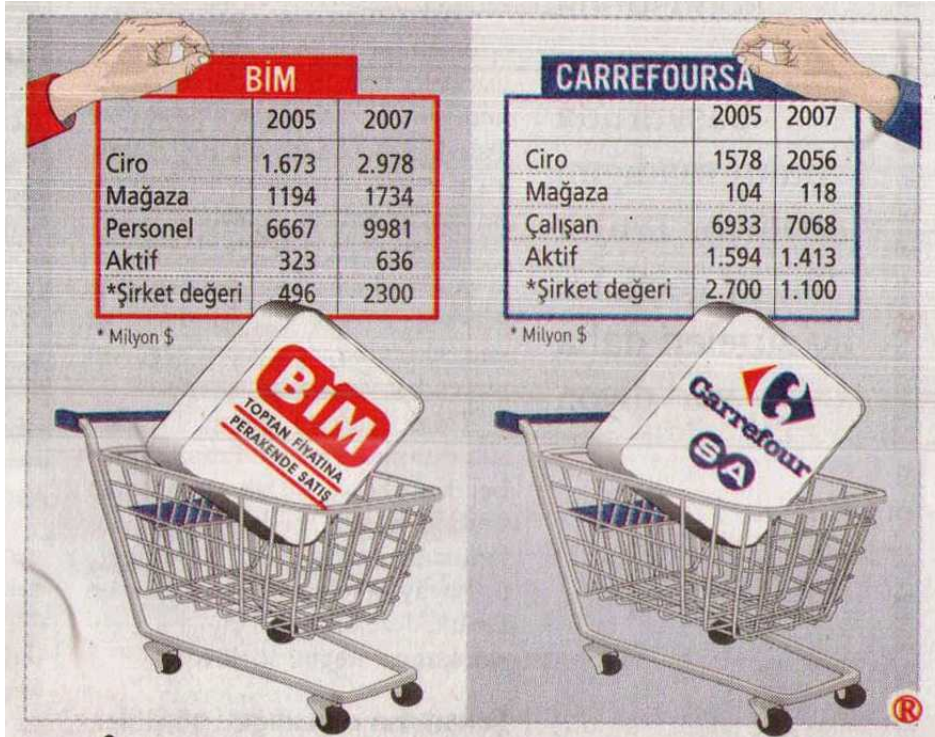 BİM
2005 2007
Ciro 1.673 2.978
Mağaza 1194 1734
Personel 6667 9981
Aktif 323 636
*Şirket değeri 496 2300
* Milyon $
BİM
TOPTAN FİYATINA
PERAKENDE SATIŞ
CARREFOURSA
2005 2007
Ciro 1578 2056
Mağaza 104 118
Çalışan 6933 7068
Aktif 1.594 1.413
*Şirket değeri 2.700 1.100
* Milyon $
Carrefour
SA
®